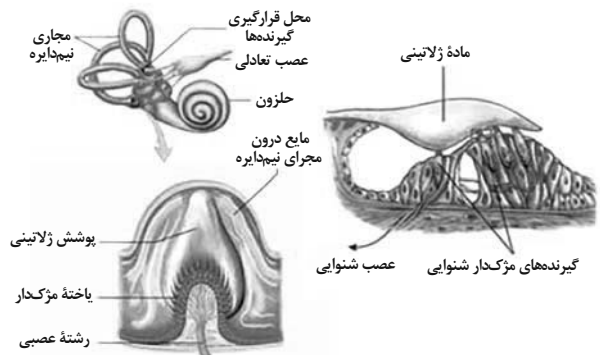 محل قرارگیری
گیرنده‌ها
مجاری
نیم‌دایره
عصب تعادلی
حلزون
مایع درون
مجرای نیم‌دایره
پوشش ژلاتینی
یاختهٔ مژک‌دار
رشتهٔ عصبی
مادهٔ ژلاتینی
عصب شنوایی
گیرنده‌های مژک‌دار شنوایی